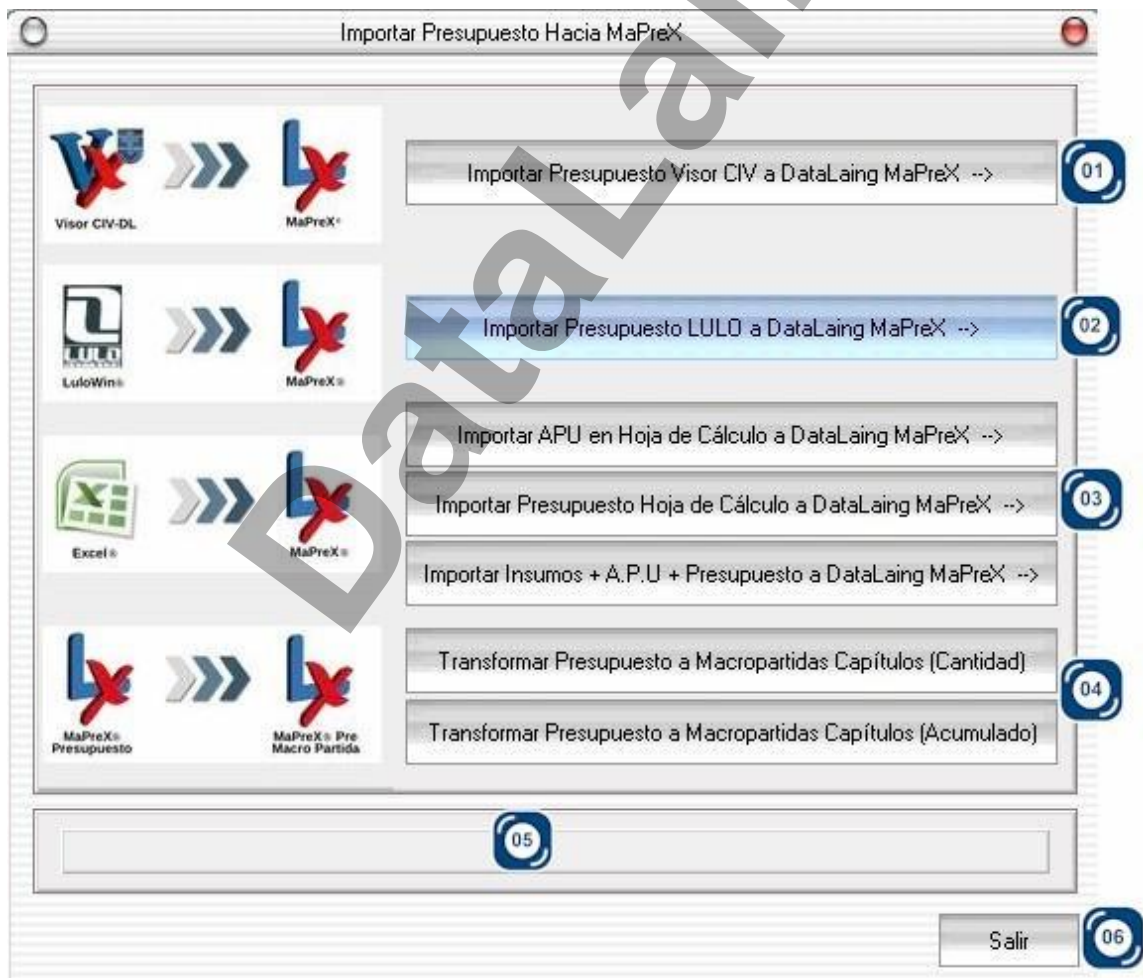 Importar Presupuesto Hacia MaPreX
Visor CIV-DL
MaPreX®
Importar Presupuesto Visor CIV a DataLaing MaPreX -->
01
LULO
LuloWin®
MaPreX®
Importar Presupuesto LULO a DataLaing MaPreX -->
02
Excel®
MaPreX®
Importar APU en Hoja de Cálculo a DataLaing MaPreX -->
Importar Presupuesto Hoja de Cálculo a DataLaing MaPreX -->
03
Importar Insumos + A.P.U + Presupuesto a DataLaing MaPreX -->
MaPreX®
Presupuesto
MaPreX® Pre
Macro Partida
Transformar Presupuesto a Macropartidas Capítulos (Cantidad)
04
Transformar Presupuesto a Macropartidas Capítulos (Acumulado)
05
Salir
06
DataLa